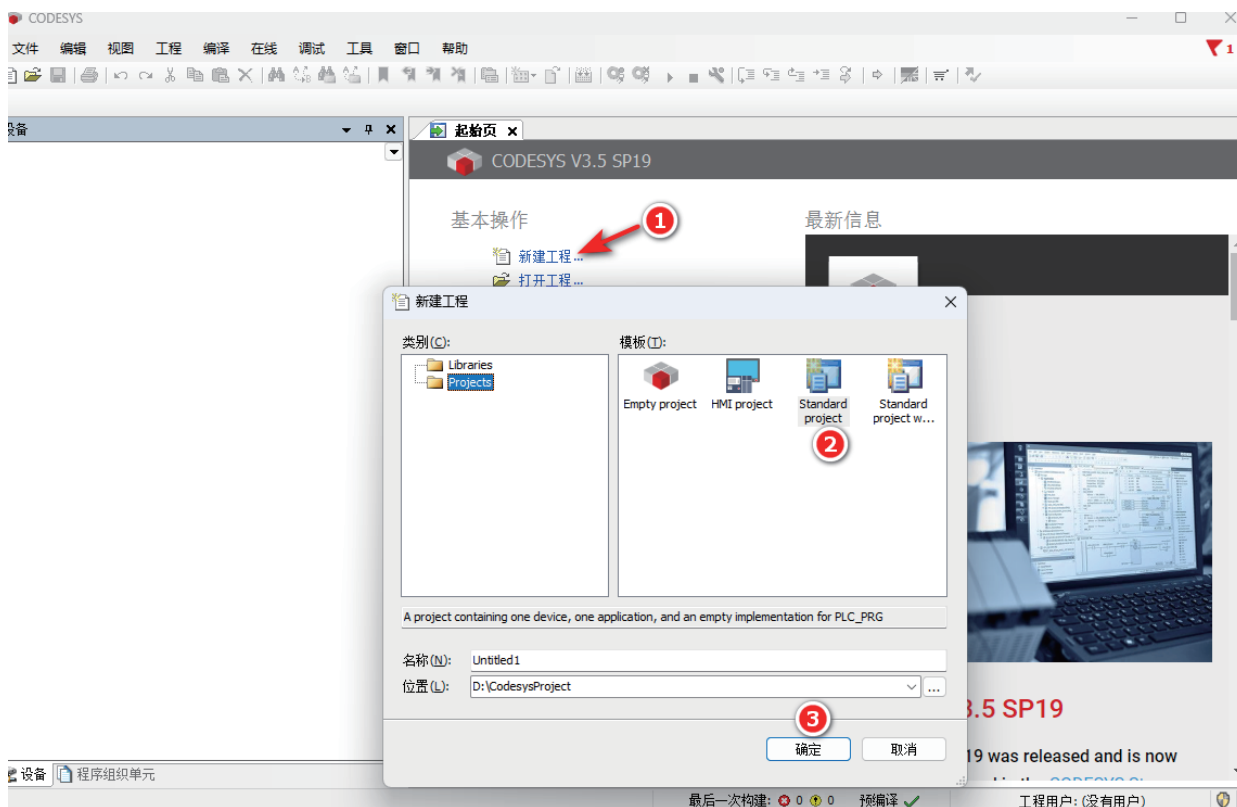 CODESYS
文件 编辑 视图 工程 编译 在线 调试 工具 窗口 帮助
1
设备
起始页
CODESYS V3.5 SP19
基本操作
最新信息
1
新建工程...
打开工程...
新建工程
类别(C):
模板(T):
Libraries
Projects
Empty project
HMI project
Standard project
Standard project w...
2
A project containing one device, one application, and an empty implementation for PLC_PRG
名称(N): Untitled1
位置(L): D:\CodesysProject
...
3
确定
取消
3.5 SP19
19 was released and is now
设备
程序组织单元
最后一次构建: 0 0 预编译
工程用户: (没有用户)